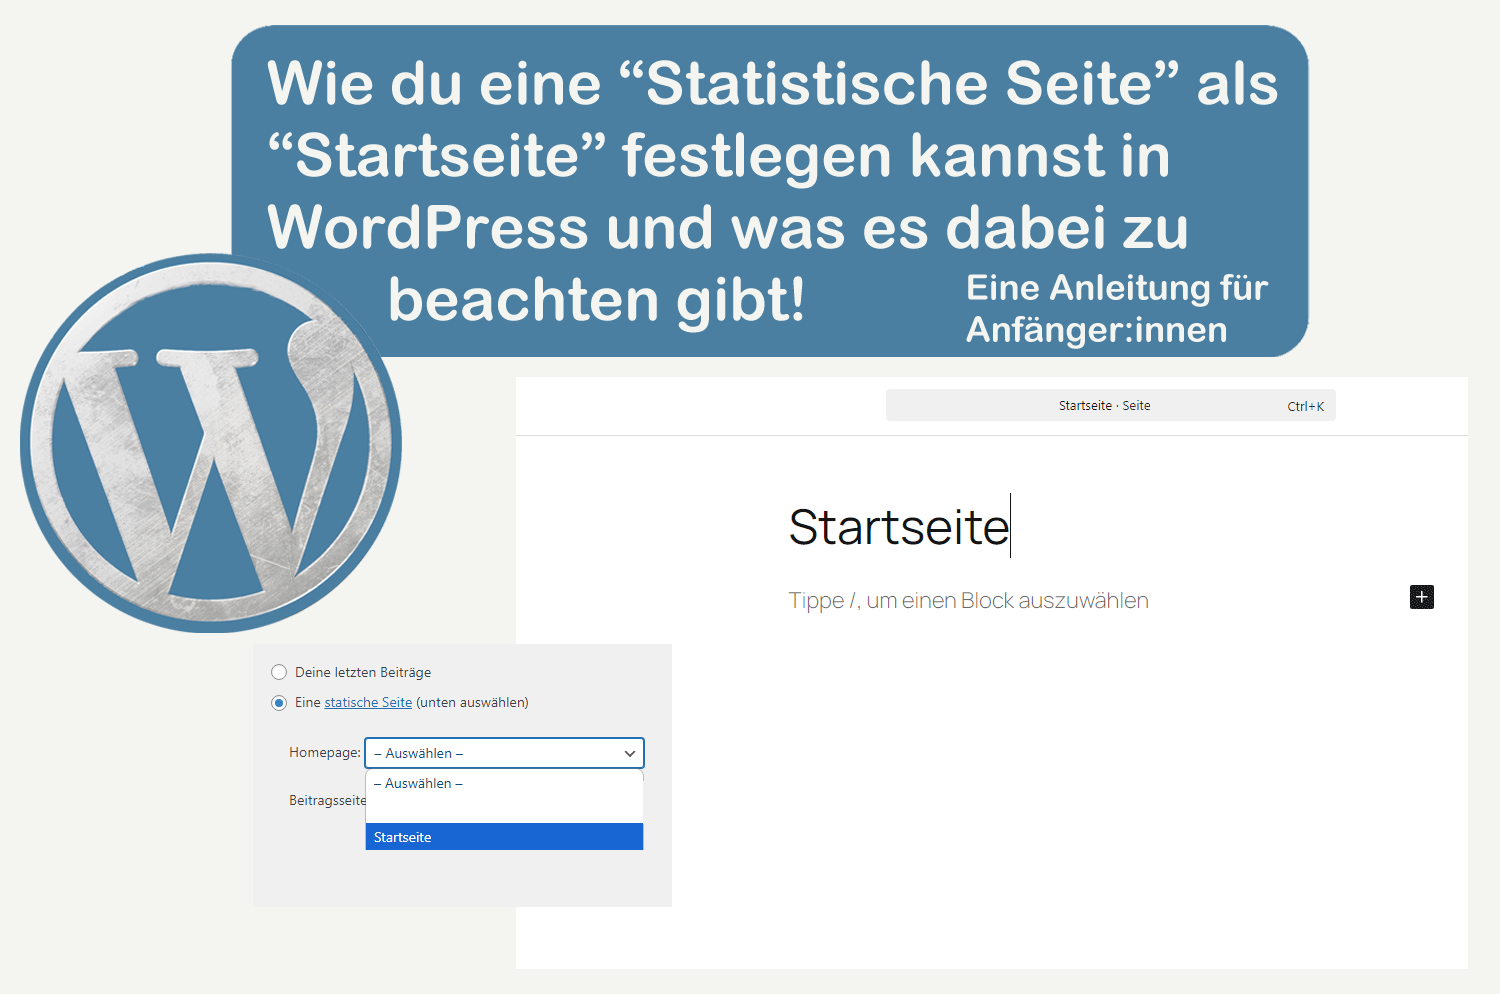 Wie du eine “Statistische Seite” als
“Startseite” festlegen kannst in
WordPress und was es dabei zu
beachten gibt!
Eine Anleitung für
Anfänger:innen
Startseite · Seite
Ctrl+K
Startseite
Tippe /, um einen Block auszuwählen
Deine letzten Beiträge
Eine statische Seite (unten auswählen)
Homepage:
– Auswählen –
– Auswählen –
Beitragsseite
Startseite